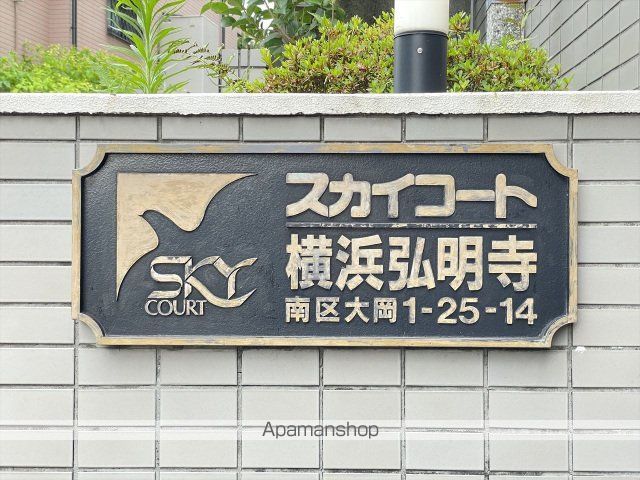 SKY
COURT
スカイコート
横浜弘明寺
南区大岡1-25-14
Apamanshop